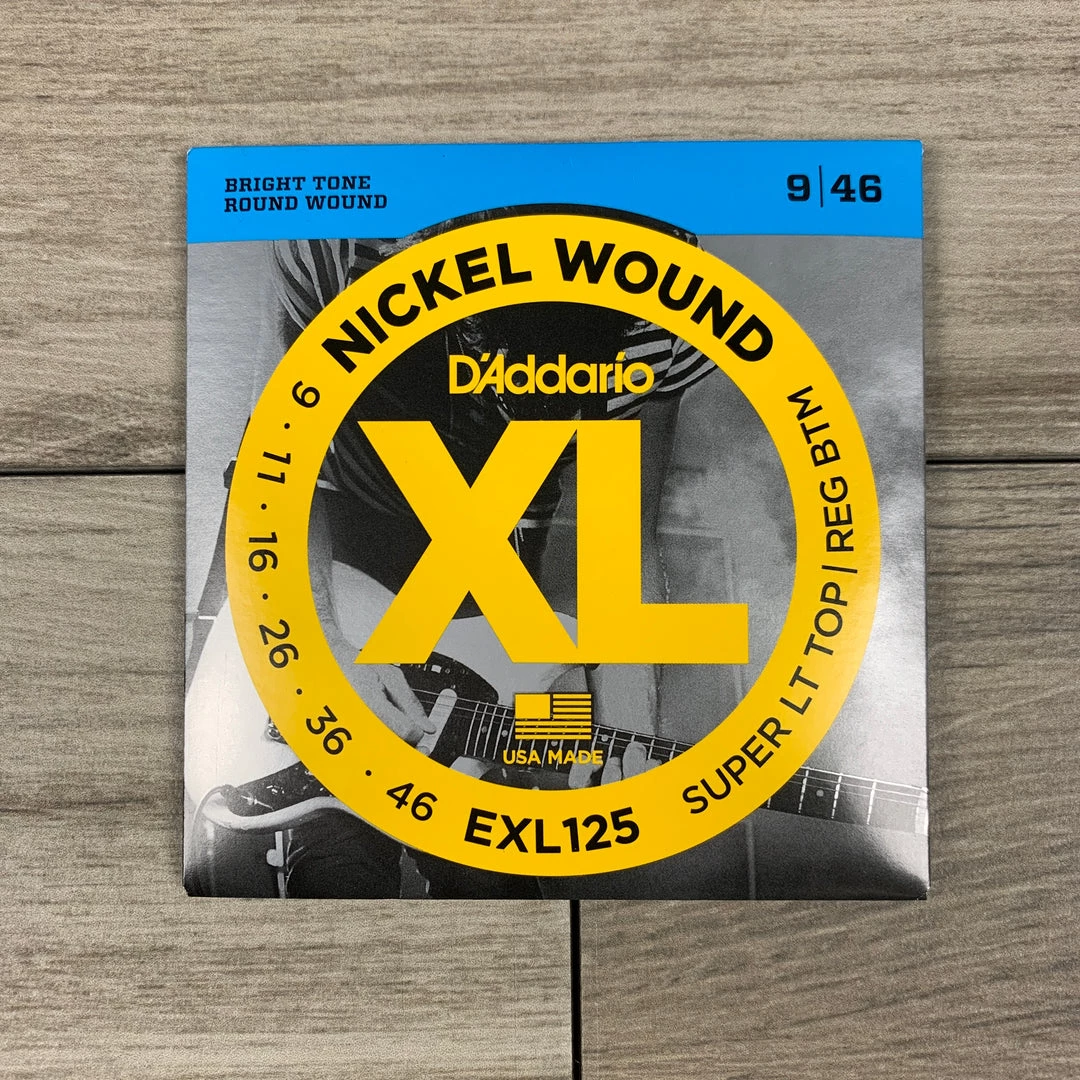 BRIGHT TONE
ROUND WOUND
9|46
NICKEL WOUND
D'Addario
XL
USA MADE
9 · 11 · 16 · 26 · 36 · 46
EXL125
SUPER LT TOP | REG BTM